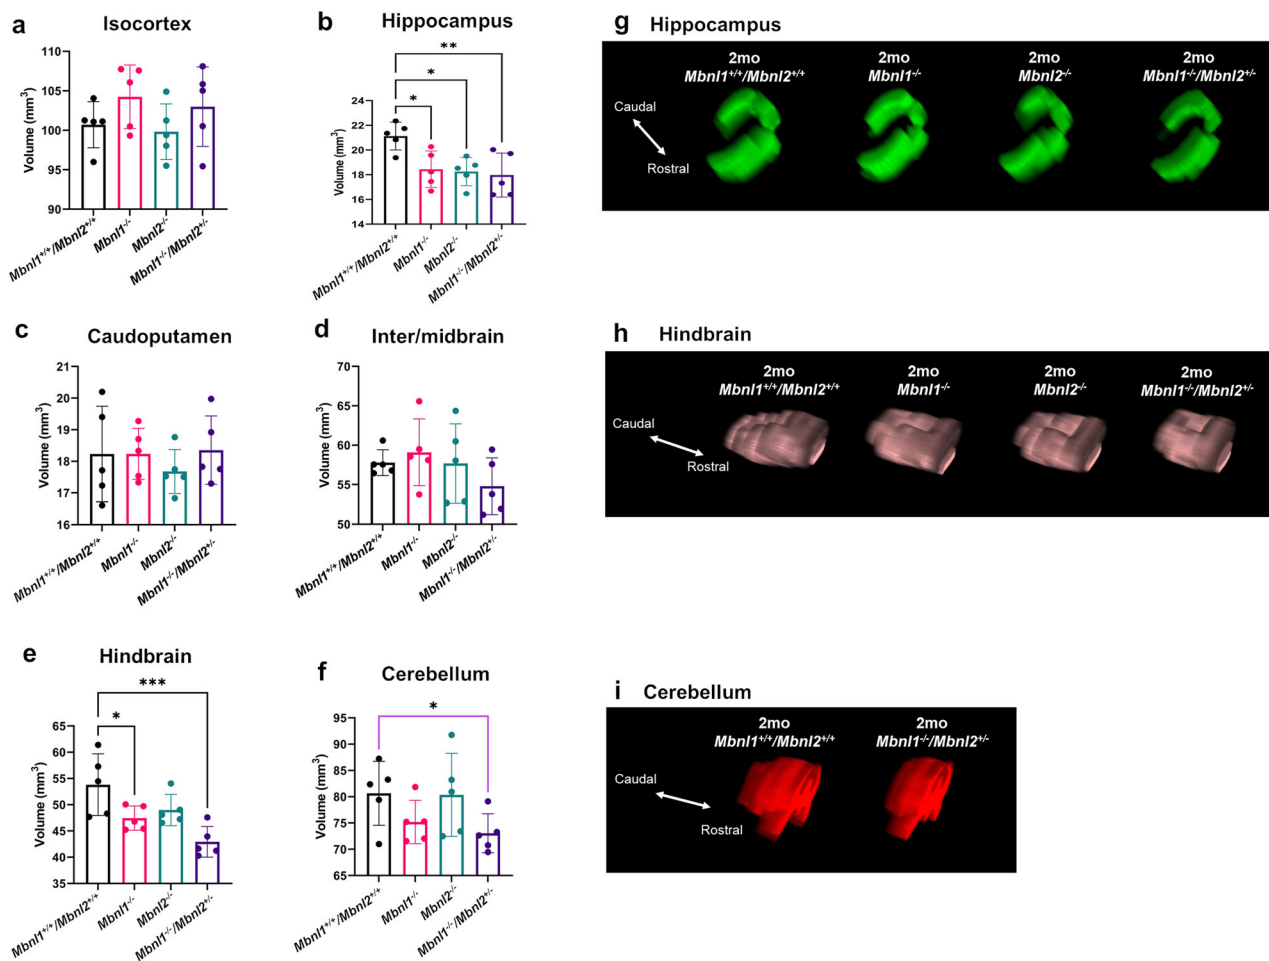 a
Isocortex
Volume (mm³)
110
105
100
95
90
Mbnl1+/+/Mbnl2+/+
Mbnl1-/-
Mbnl2-/-
Mbnl1-/-/Mbnl2+/-
b
Hippocampus
**
*
*
Volume (mm³)
24
22
20
18
16
14
Mbnl1+/+/Mbnl2+/+
Mbnl1-/-
Mbnl2-/-
Mbnl1-/-/Mbnl2+/-
c
Caudoputamen
Volume (mm³)
21
20
19
18
17
16
Mbnl1+/+/Mbnl2+/+
Mbnl1-/-
Mbnl2-/-
Mbnl1-/-/Mbnl2+/-
d
Inter/midbrain
Volume (mm³)
70
65
60
55
50
Mbnl1+/+/Mbnl2+/+
Mbnl1-/-
Mbnl2-/-
Mbnl1-/-/Mbnl2+/-
e
Hindbrain
***
*
Volume (mm³)
65
60
55
50
45
40
35
Mbnl1+/+/Mbnl2+/+
Mbnl1-/-
Mbnl2-/-
Mbnl1-/-/Mbnl2+/-
f
Cerebellum
*
Volume (mm³)
95
90
85
80
75
70
65
Mbnl1+/+/Mbnl2+/+
Mbnl1-/-
Mbnl2-/-
Mbnl1-/-/Mbnl2+/-
g Hippocampus
2mo
Mbnl1+/+/Mbnl2+/+
2mo
Mbnl1-/-
2mo
Mbnl2-/-
2mo
Mbnl1-/-/Mbnl2+/-
Caudal
Rostral
h Hindbrain
2mo
Mbnl1+/+/Mbnl2+/+
2mo
Mbnl1-/-
2mo
Mbnl2-/-
2mo
Mbnl1-/-/Mbnl2+/-
Caudal
Rostral
i Cerebellum
2mo
Mbnl1+/+/Mbnl2+/+
2mo
Mbnl1-/-/Mbnl2+/-
Caudal
Rostral